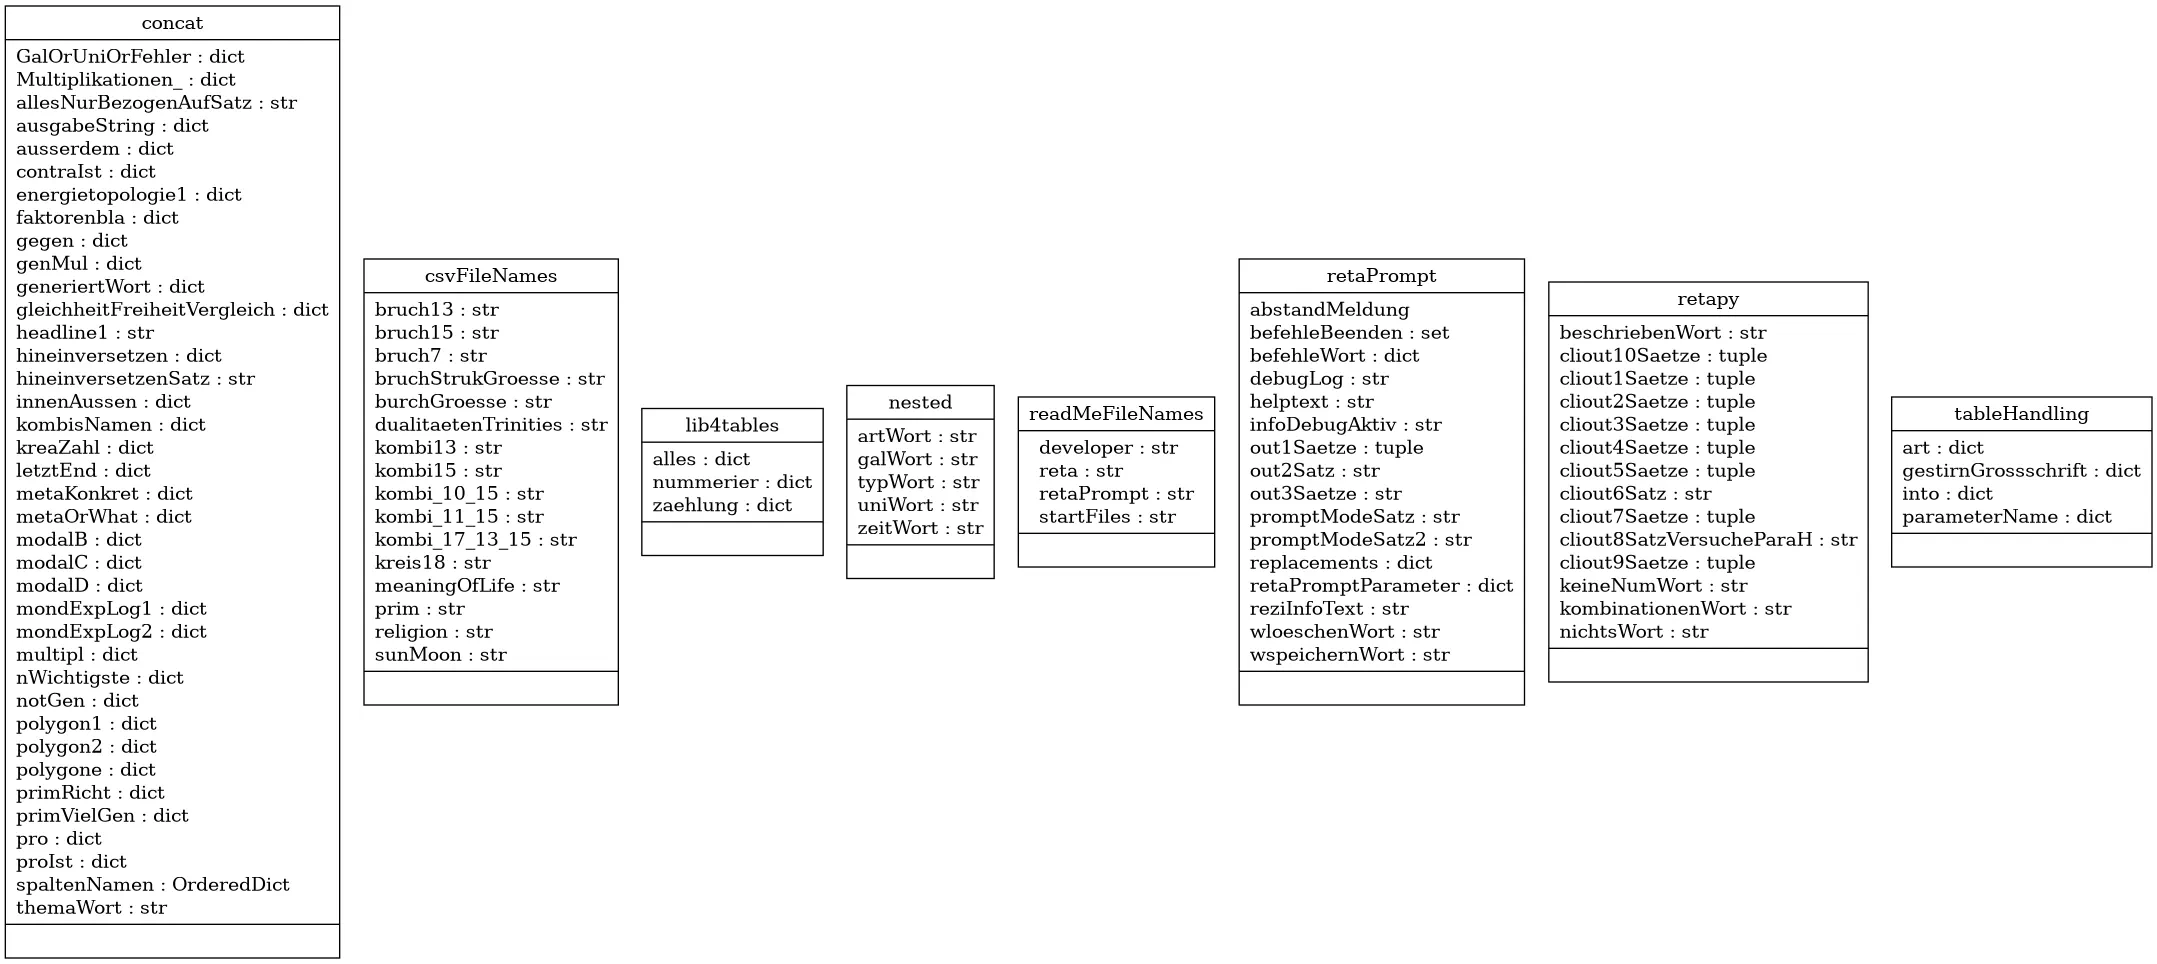 concat
GalOrUniOrFehler : dict
Multiplikationen_ : dict
allesNurBezogenAufSatz : str
ausgabeString : dict
ausserdem : dict
contraIst : dict
energietopologie1 : dict
faktorenbla : dict
gegen : dict
genMul : dict
generiertWort : dict
gleichheitFreiheitVergleich : dict
headline1 : str
hineinversetzen : dict
hineinversetzenSatz : str
innenAussen : dict
kombisNamen : dict
kreaZahl : dict
letztEnd : dict
metaKonkret : dict
metaOrWhat : dict
modalB : dict
modalC : dict
modalD : dict
mondExpLog1 : dict
mondExpLog2 : dict
multipl : dict
nWichtigste : dict
notGen : dict
polygon1 : dict
polygon2 : dict
polygone : dict
primRicht : dict
primVielGen : dict
pro : dict
proIst : dict
spaltenNamen : OrderedDict
themaWort : str
csvFileNames
bruch13 : str
bruch15 : str
bruch7 : str
bruchStrukGroesse : str
burchGroesse : str
dualitaetenTrinities : str
kombi13 : str
kombi15 : str
kombi_10_15 : str
kombi_11_15 : str
kombi_17_13_15 : str
kreis18 : str
meaningOfLife : str
prim : str
religion : str
sunMoon : str
lib4tables
alles : dict
nummerier : dict
zaehlung : dict
nested
artWort : str
galWort : str
typWort : str
uniWort : str
zeitWort : str
readMeFileNames
developer : str
reta : str
retaPrompt : str
startFiles : str
retaPrompt
abstandMeldung
befehleBeenden : set
befehleWort : dict
debugLog : str
helptext : str
infoDebugAktiv : str
out1Saetze : tuple
out2Satz : str
out3Saetze : str
promptModeSatz : str
promptModeSatz2 : str
replacements : dict
retaPromptParameter : dict
reziInfoText : str
wloeschenWort : str
wspeichernWort : str
retapy
beschriebenWort : str
cliout10Saetze : tuple
cliout1Saetze : tuple
cliout2Saetze : tuple
cliout3Saetze : tuple
cliout4Saetze : tuple
cliout5Saetze : tuple
cliout6Satz : str
cliout7Saetze : tuple
cliout8SatzVersucheParaH : str
cliout9Saetze : tuple
keineNumWort : str
kombinationenWort : str
nichtsWort : str
tableHandling
art : dict
gestirnGrossschrift : dict
into : dict
parameterName : dict